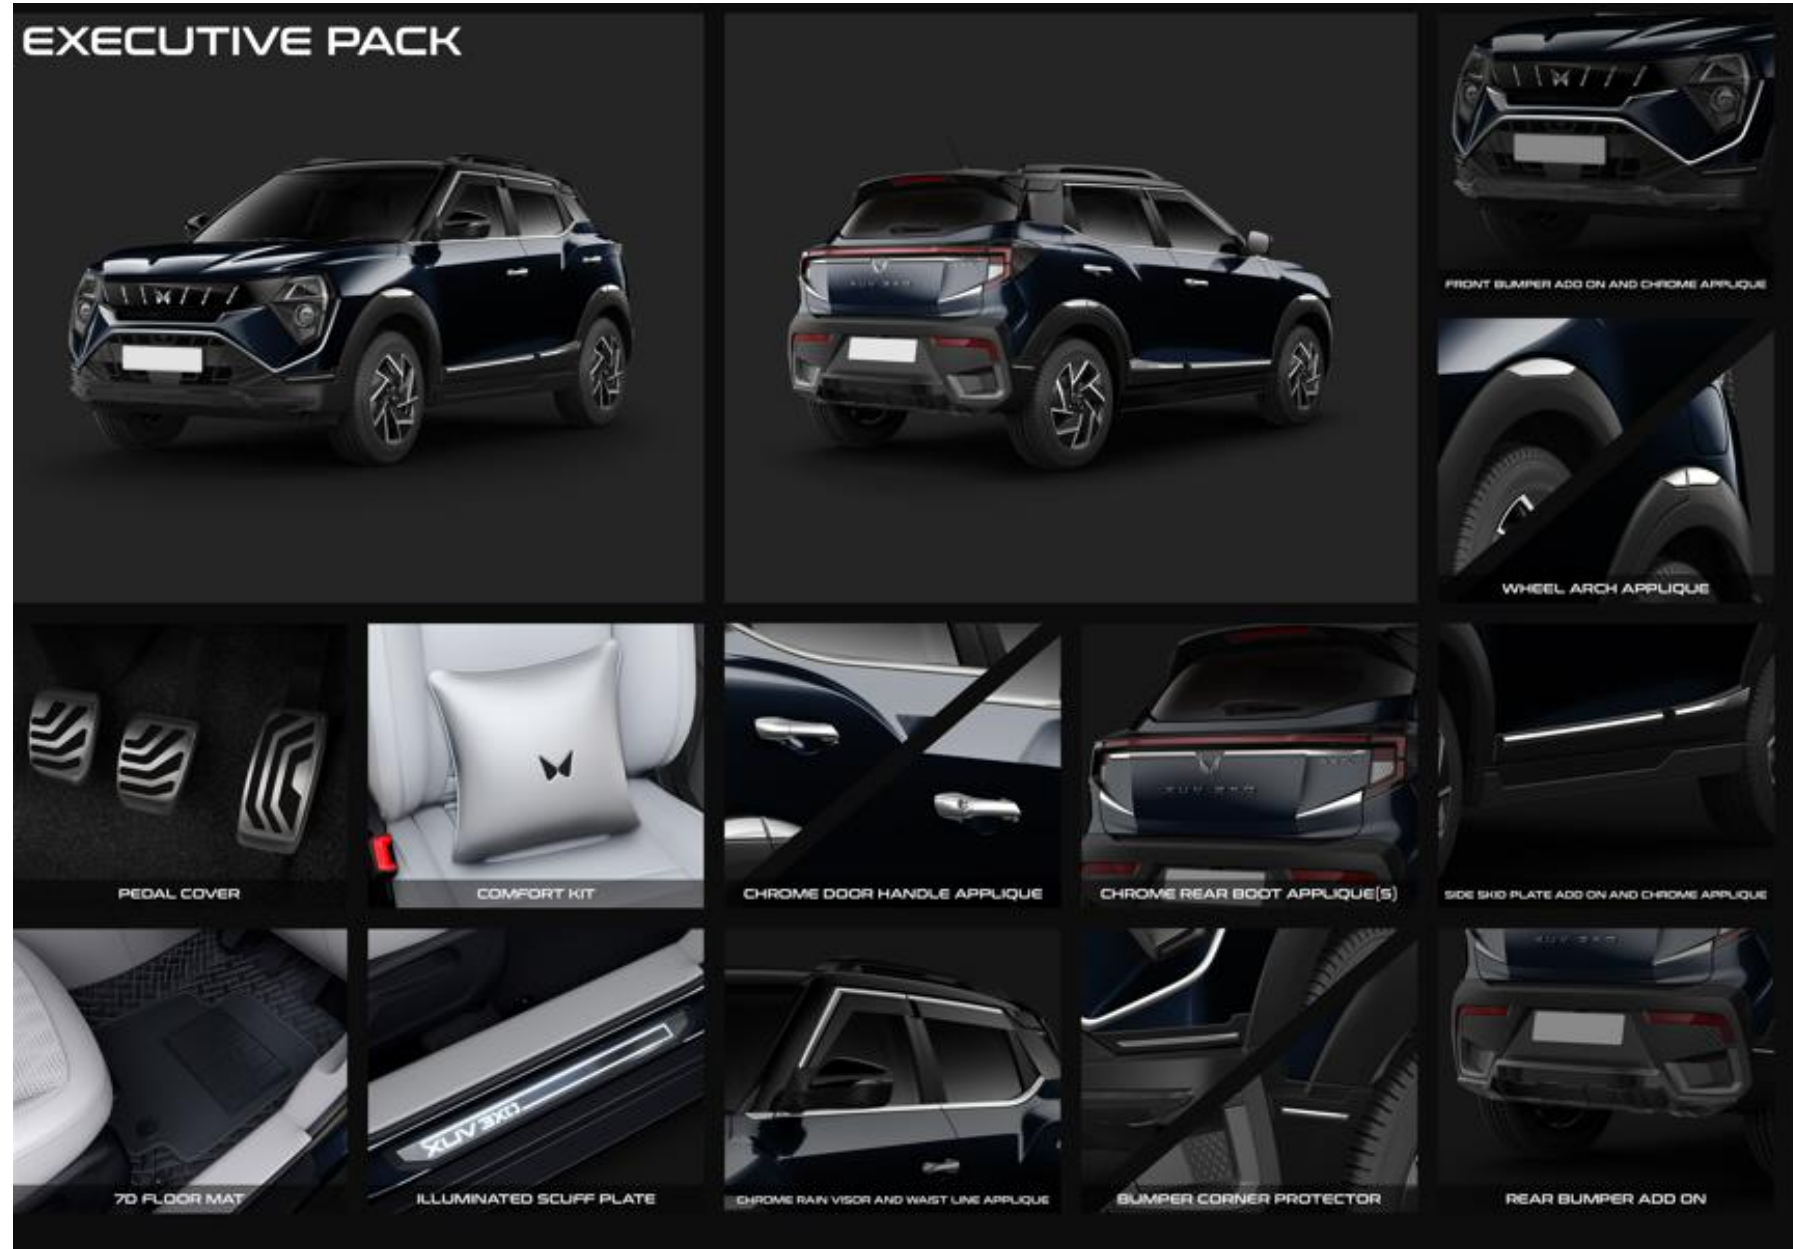 EXECUTIVE PACK
FRONT BUMPER ADD ON AND CHROME APPLIQUE
WHEEL ARCH APPLIQUE
PEDAL COVER
COMFORT KIT
CHROME DOOR HANDLE APPLIQUE
XUV 3XO
CHROME REAR BOOT APPLIQUE(S)
SIDE SKID PLATE ADD ON AND CHROME APPLIQUE
7D FLOOR MAT
XUV 3XO
ILLUMINATED SCUFF PLATE
CHROME RAIN VISOR AND WAIST LINE APPLIQUE
BUMPER CORNER PROTECTOR
REAR BUMPER ADD ON